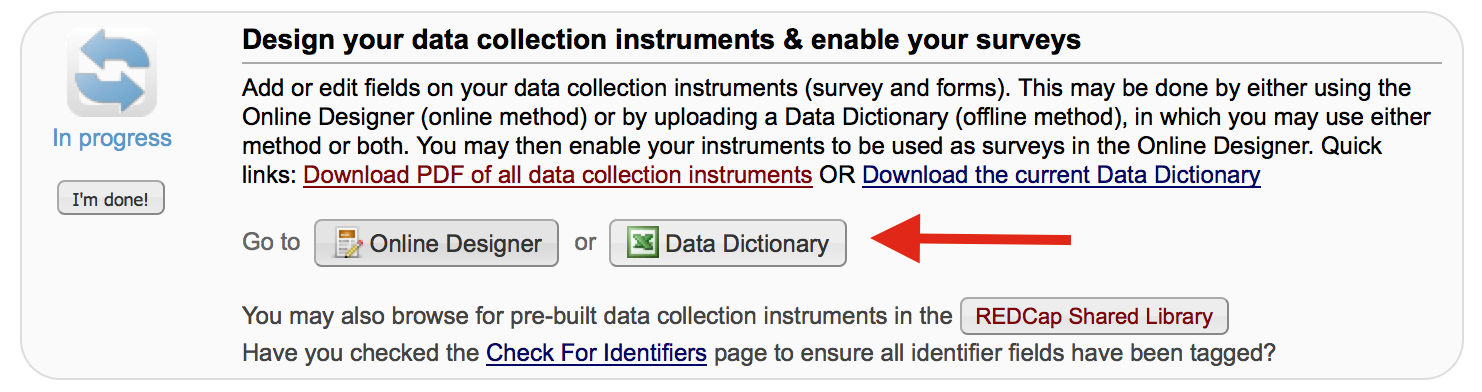 Design your data collection instruments & enable your surveys
Add or edit fields on your data collection instruments (survey and forms). This may be done by either using the
Online Designer (online method) or by uploading a Data Dictionary (offline method), in which you may use either
In progress
method or both. You may then enable your instruments to be used as surveys in the Online Designer. Quick
links: Download PDF of all data collection instruments OR Download the current Data Dictionary
I'm done!
Go to Online Designer or Data Dictionary
You may also browse for pre-built data collection instruments in the REDCap Shared Library
Have you checked the Check For Identifiers page to ensure all identifier fields have been tagged?